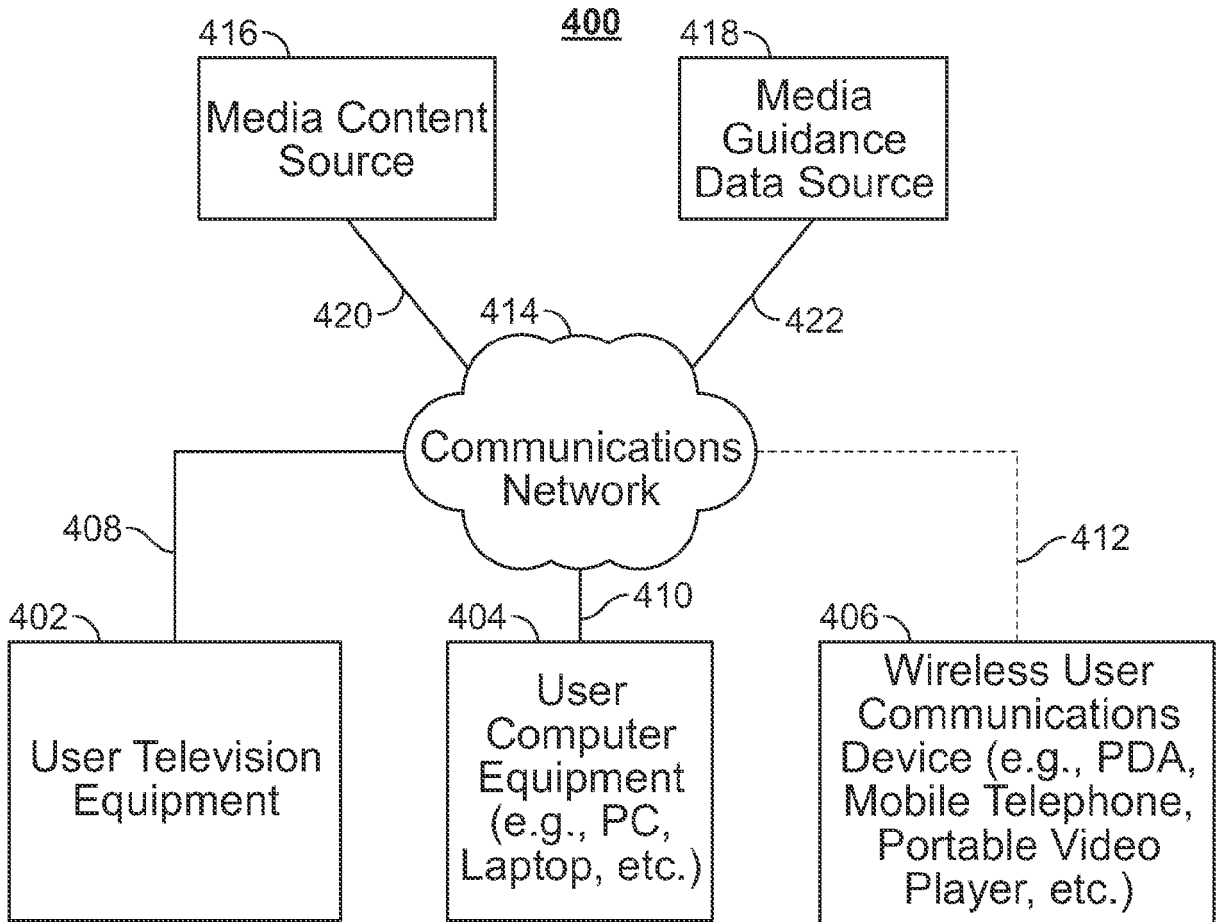 400
416
Media Content
Source
418
Media
Guidance
Data Source
420
414
422
Communications
Network
408
410
412
402
User Television
Equipment
404
User
Computer
Equipment
(e.g., PC,
Laptop, etc.)
406
Wireless User
Communications
Device (e.g., PDA,
Mobile Telephone,
Portable Video
Player, etc.)